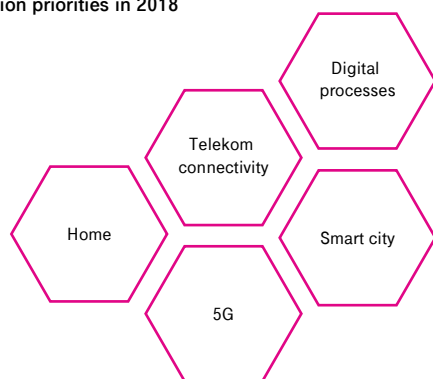 ion priorities in 2018
Digital
processes
Telekom
connectivity
Home
Smart city
5G